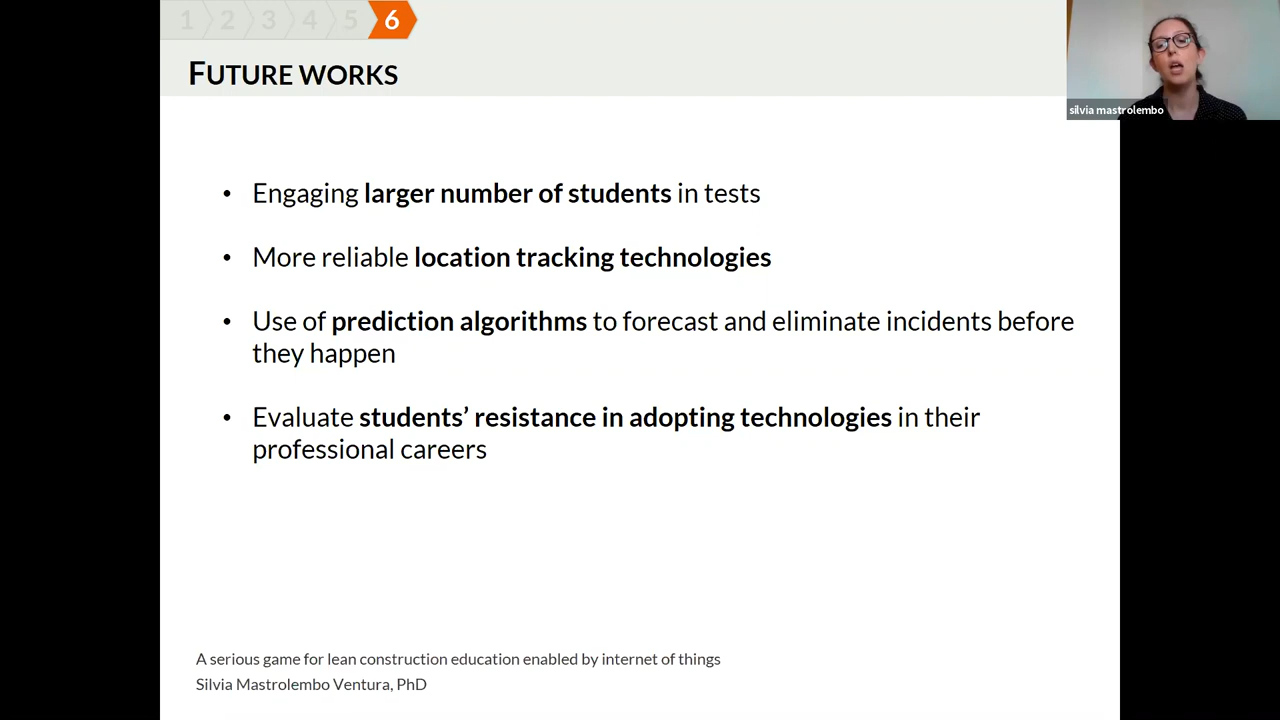 1 2 3 4 5 6
FUTURE WORKS
silvia mastrolembo
• Engaging larger number of students in tests
• More reliable location tracking technologies
• Use of prediction algorithms to forecast and eliminate incidents before
they happen
• Evaluate students’ resistance in adopting technologies in their
professional careers
A serious game for lean construction education enabled by internet of things
Silvia Mastrolembo Ventura, PhD